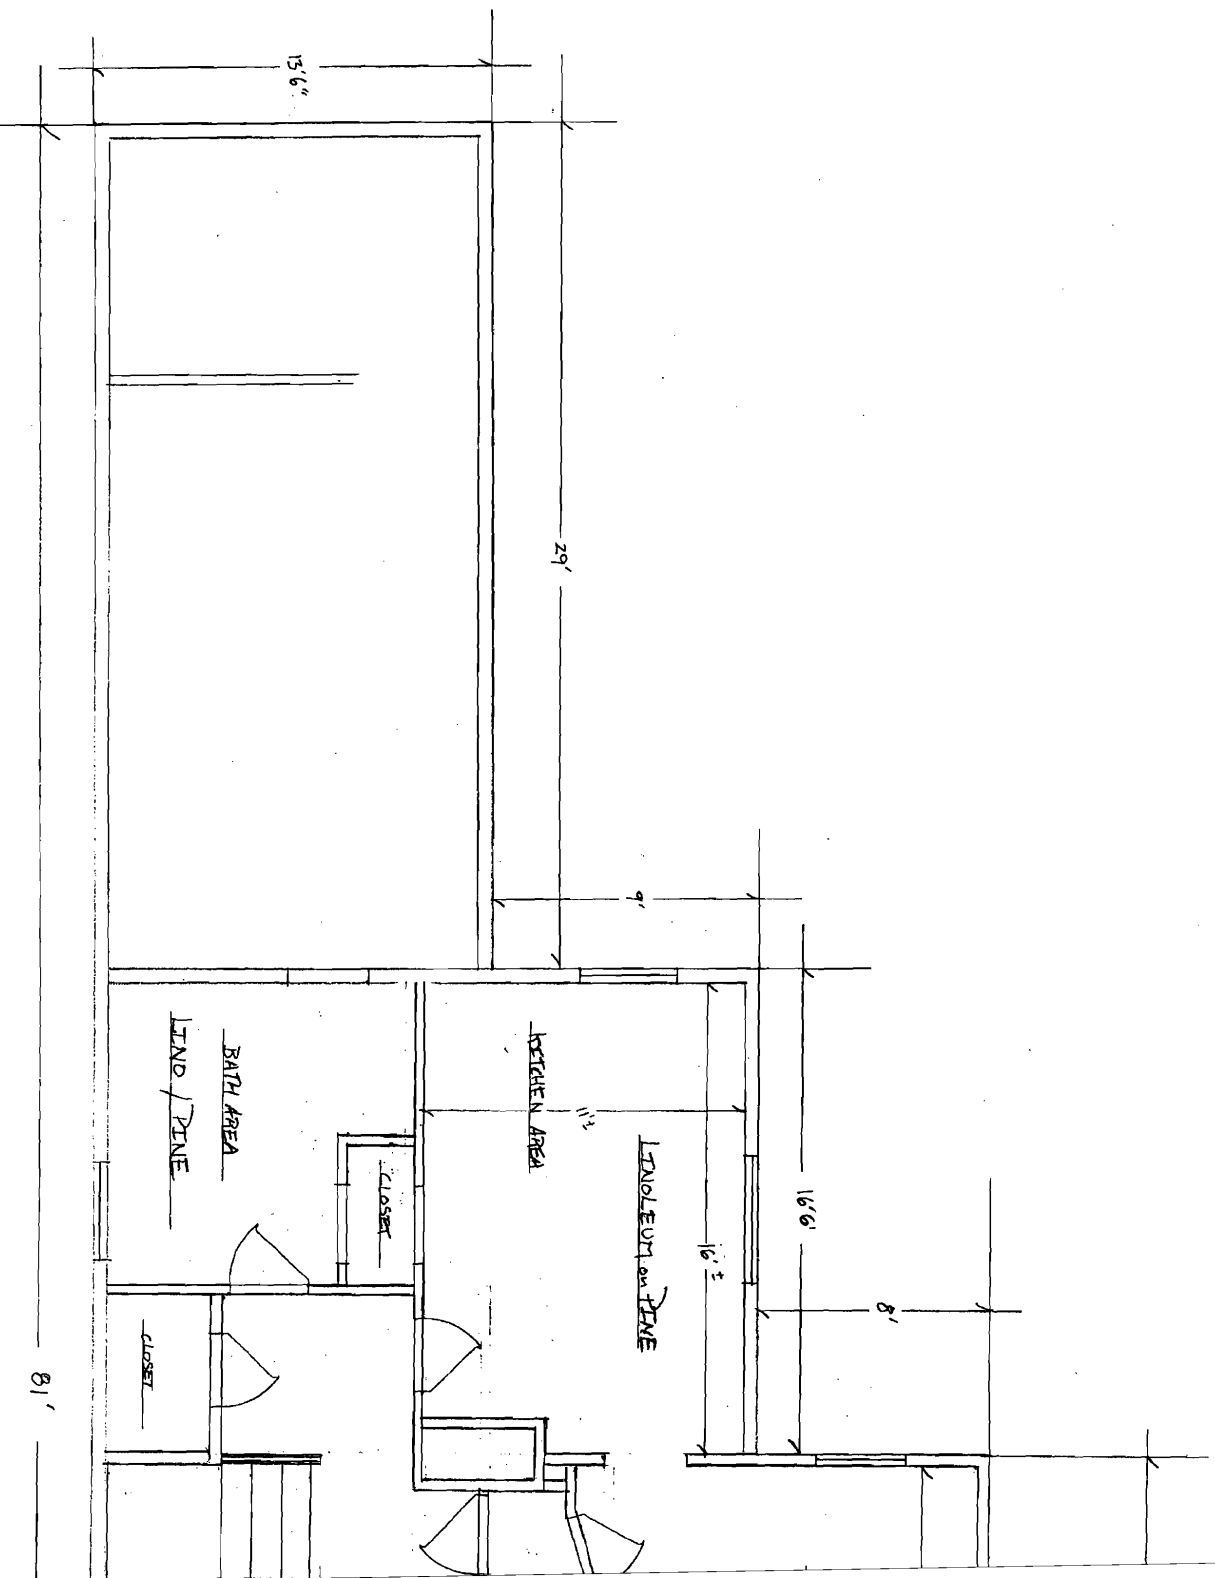 13'6"
29'
9'
16'6'
8'
81'
16'±
11'±
KITCHEN AREA
LINOLEUM on PINE
BATH AREA
LINO / PINE
CLOSET
CLOSET